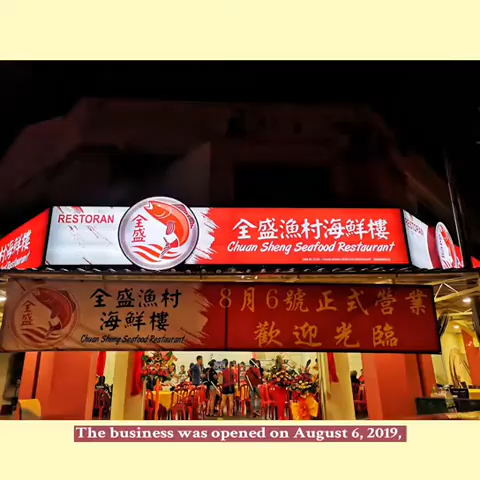 RESTORAN
全盛
全盛漁村海鮮樓
Chuan Sheng Seafood Restaurant
全盛漁村
海鮮樓
Chuan Sheng Seafood Restaurant
全盛
8月6號正式營業
歡迎光臨
The business was opened on August 6, 2019,